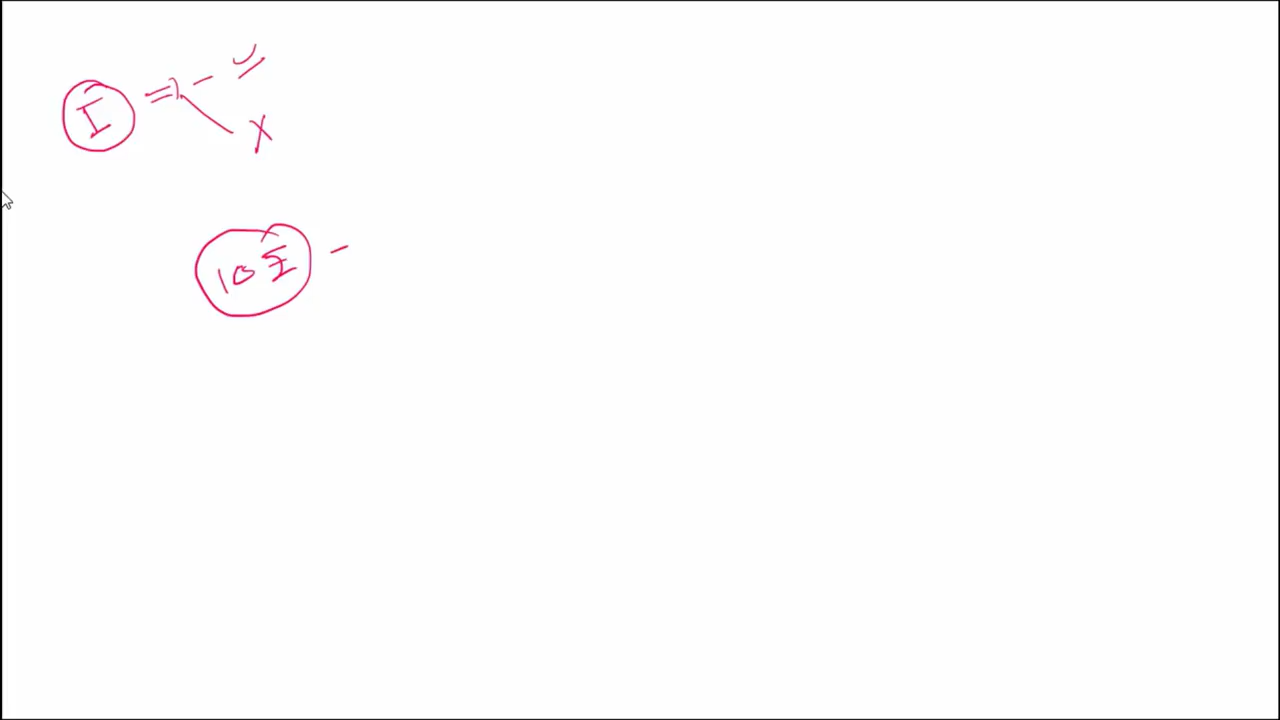 I ⇒ - ✓
X
10 I -